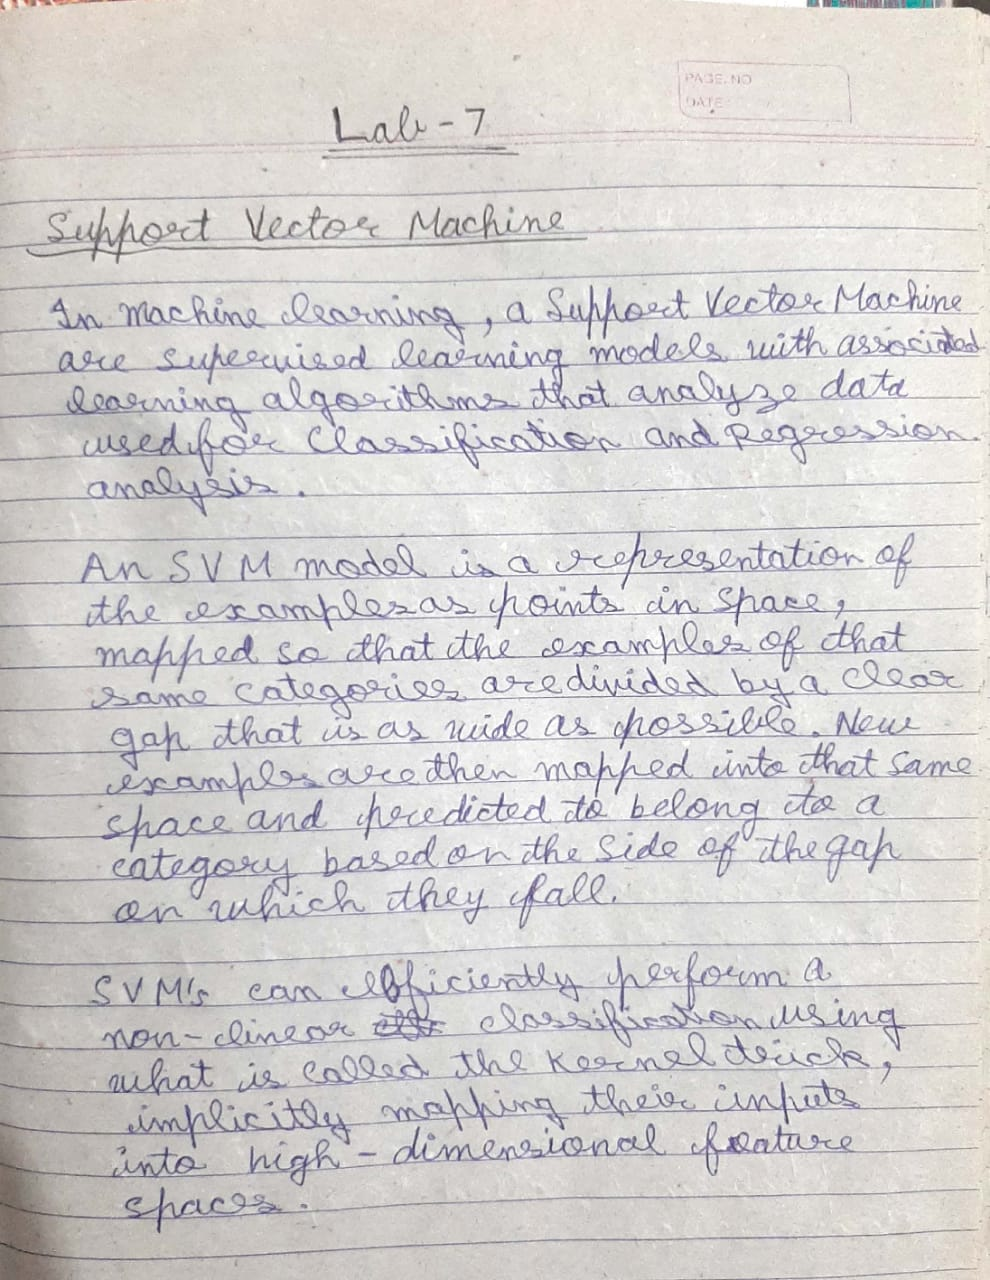 PAGE. NO
DATE:
Lab - 7
Support Vector Machine
In machine learning, a Support Vector Machine
are supervised learning models with associated
learning algorithms that analyze data
used for Classification and Regression
analysis.
An SVM model is a representation of
the examples as points in space,
mapped so that the examples of that
same categories are divided by a clear
gap that is as wide as possible. New
examples are then mapped into that same
space and predicted to belong to a
category based on the side of the gap
on which they fall.
SVM's can efficiently perform a
non-linear classification using
what is called the Kernel trick,
implicitly mapping their inputs
into high - dimensional feature
spaces.